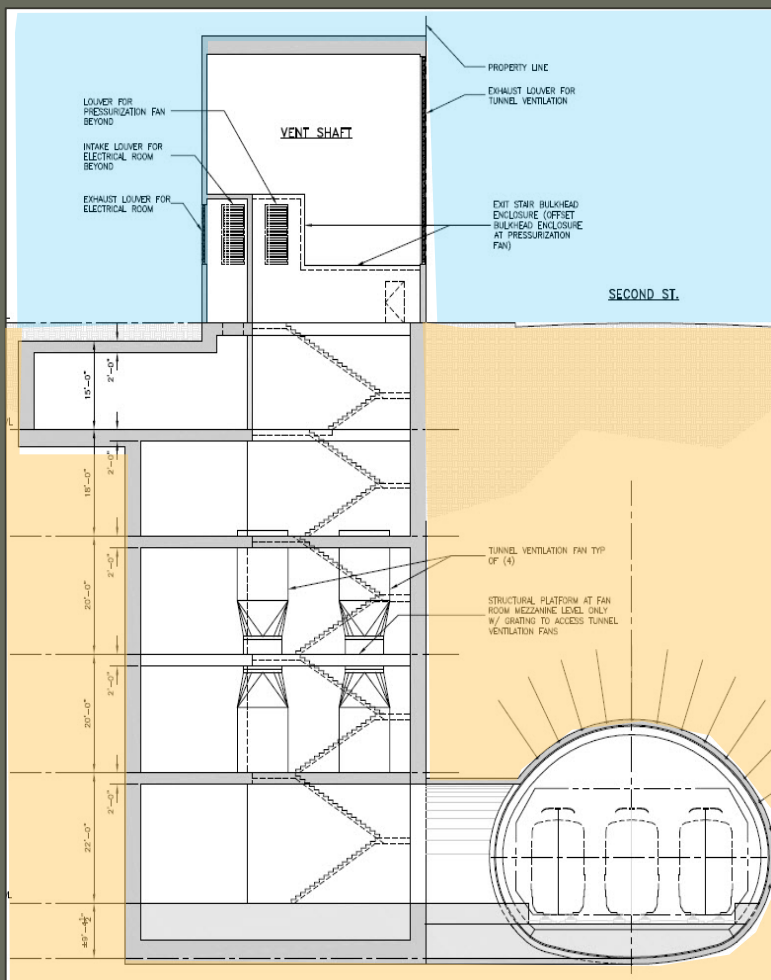 PROPERTY LINE
EXHAUST LOUVER FOR
TUNNEL VENTILATION
LOUVER FOR
PRESSURIZATION FAN
BEYOND
VENT SHAFT
INTAKE LOUVER FOR
ELECTRICAL ROOM
BEYOND
EXHAUST LOUVER FOR
ELECTRICAL ROOM
EXIT STAIR BULKHEAD
ENCLOSURE (OFFSET
BULKHEAD ENCLOSURE
AT PRESSURIZATION
FAN)
SECOND ST.
15'-0"
2'-0"
2'-0"
TUNNEL VENTILATION FAN TYP
OF (4)
20'-0"
2'-0"
STRUCTURAL PLATFORM AT FAN
ROOM MEZZANINE LEVEL ONLY
W/ GRATING TO ACCESS TUNNEL
VENTILATION FANS
20'-0"
2'-0"
22'-0"
2'-0"